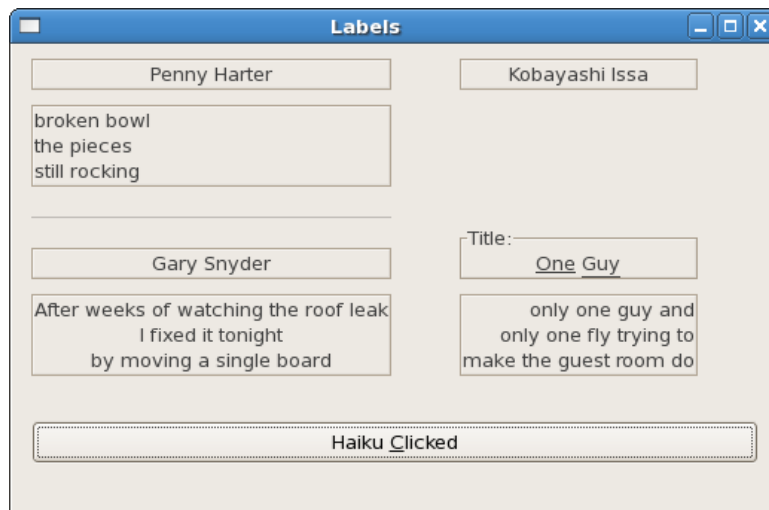 Labels
Penny Harter
Kobayashi Issa
broken bowl
the pieces
still rocking
Gary Snyder
Title:
One Guy
After weeks of watching the roof leak
I fixed it tonight
by moving a single board
only one guy and
only one fly trying to
make the guest room do
Haiku Clicked